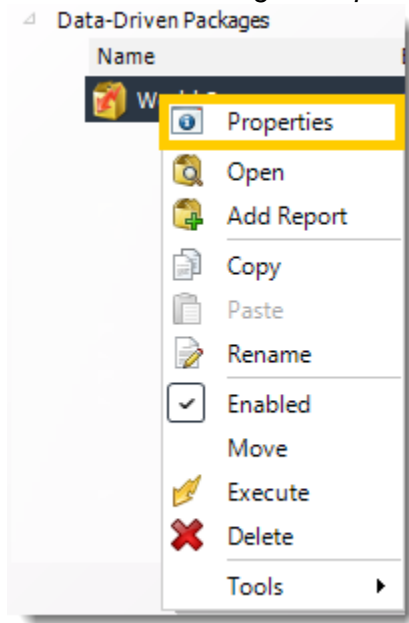 Data-Driven Packages
Name
Properties
Open
Add Report
Copy
Paste
Rename
Enabled
Move
Execute
Delete
Tools